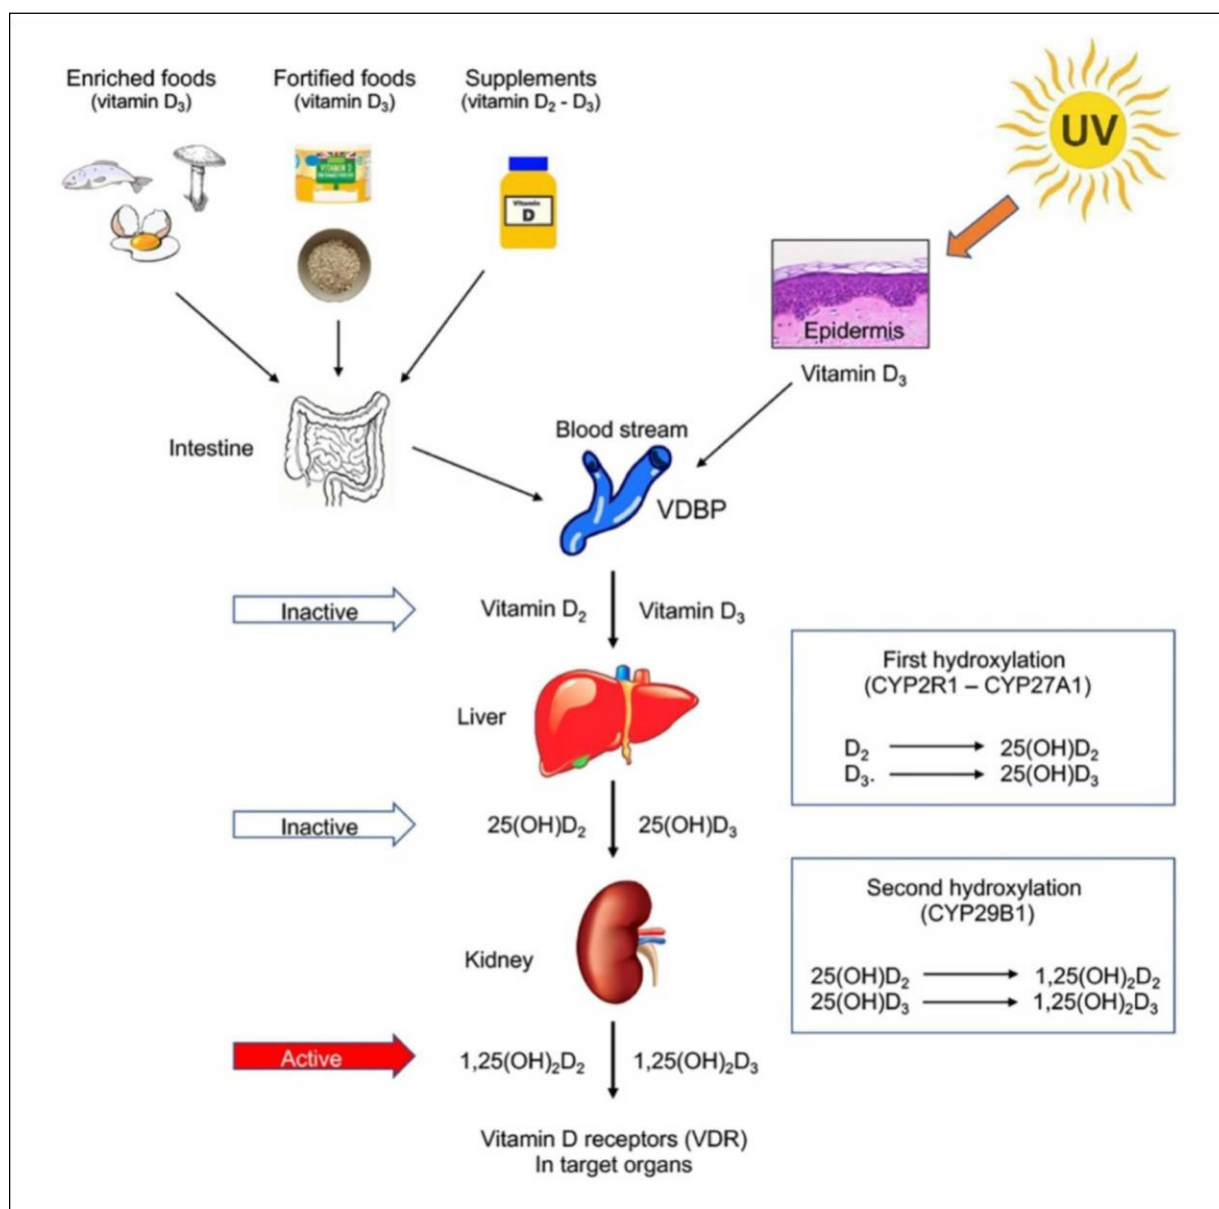 Enriched foods
(vitamin D₃)
Fortified foods
(vitamin D₃)
Supplements
(vitamin D₂ - D₃)
UV
VITAMIN D
Vitamin
D
Epidermis
Vitamin D₃
Intestine
Blood stream
VDBP
Inactive
Vitamin D₂
Vitamin D₃
Liver
First hydroxylation
(CYP2R1 – CYP27A1)
D₂ 25(OH)D₂
D₃. 25(OH)D₃
Inactive
25(OH)D₂
25(OH)D₃
Kidney
Second hydroxylation
(CYP29B1)
25(OH)D₂ 1,25(OH)₂D₂
25(OH)D₃ 1,25(OH)₂D₃
Active
1,25(OH)₂D₂
1,25(OH)₂D₃
Vitamin D receptors (VDR)
In target organs